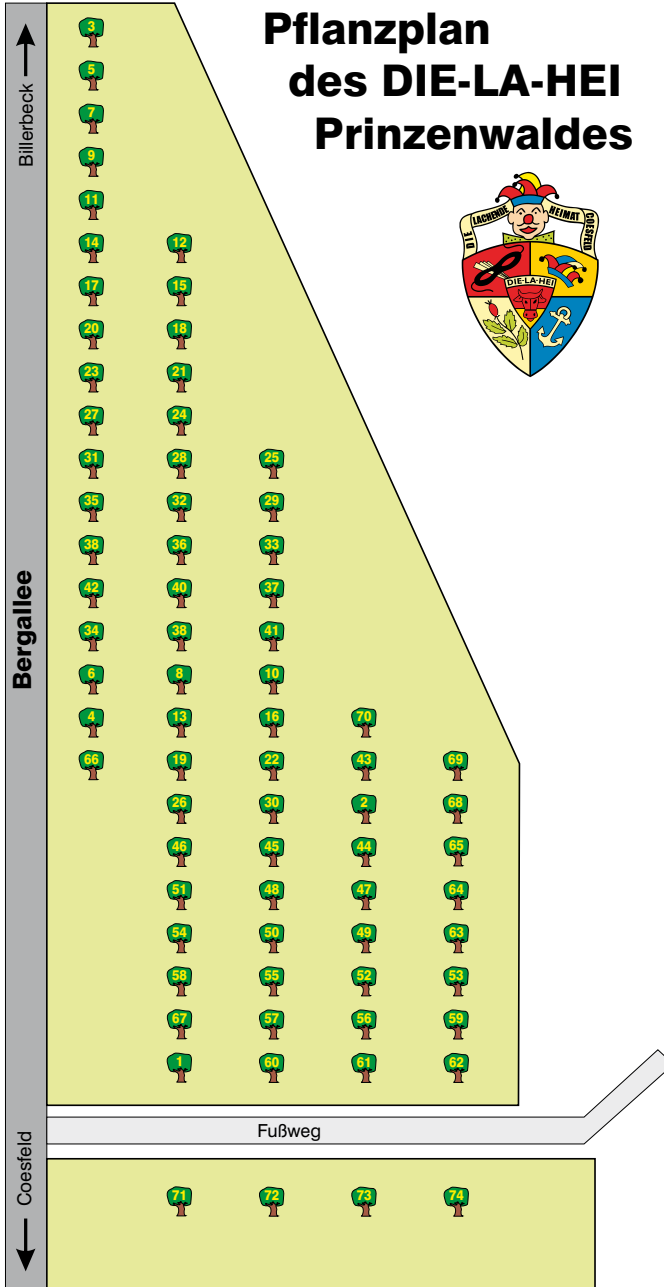 Pflanzplan
des DIE-LA-HEI
Prinzenwaldes
DIE LACHENDE HEIMAT COESFELD
DIE-LA-HEI
Billerbeck
Bergallee
Coesfeld
3
5
7
9
11
14 12
17 15
20 18
23 21
27 24
31 28 25
35 32 29
38 36 33
42 40 37
34 38 41
6 8 10
4 13 16 70
66 19 22 43 69
26 30 2 68
46 45 44 65
51 48 47 64
54 50 49 63
58 55 52 53
67 57 56 59
1 60 61 62
Fußweg
71 72 73 74